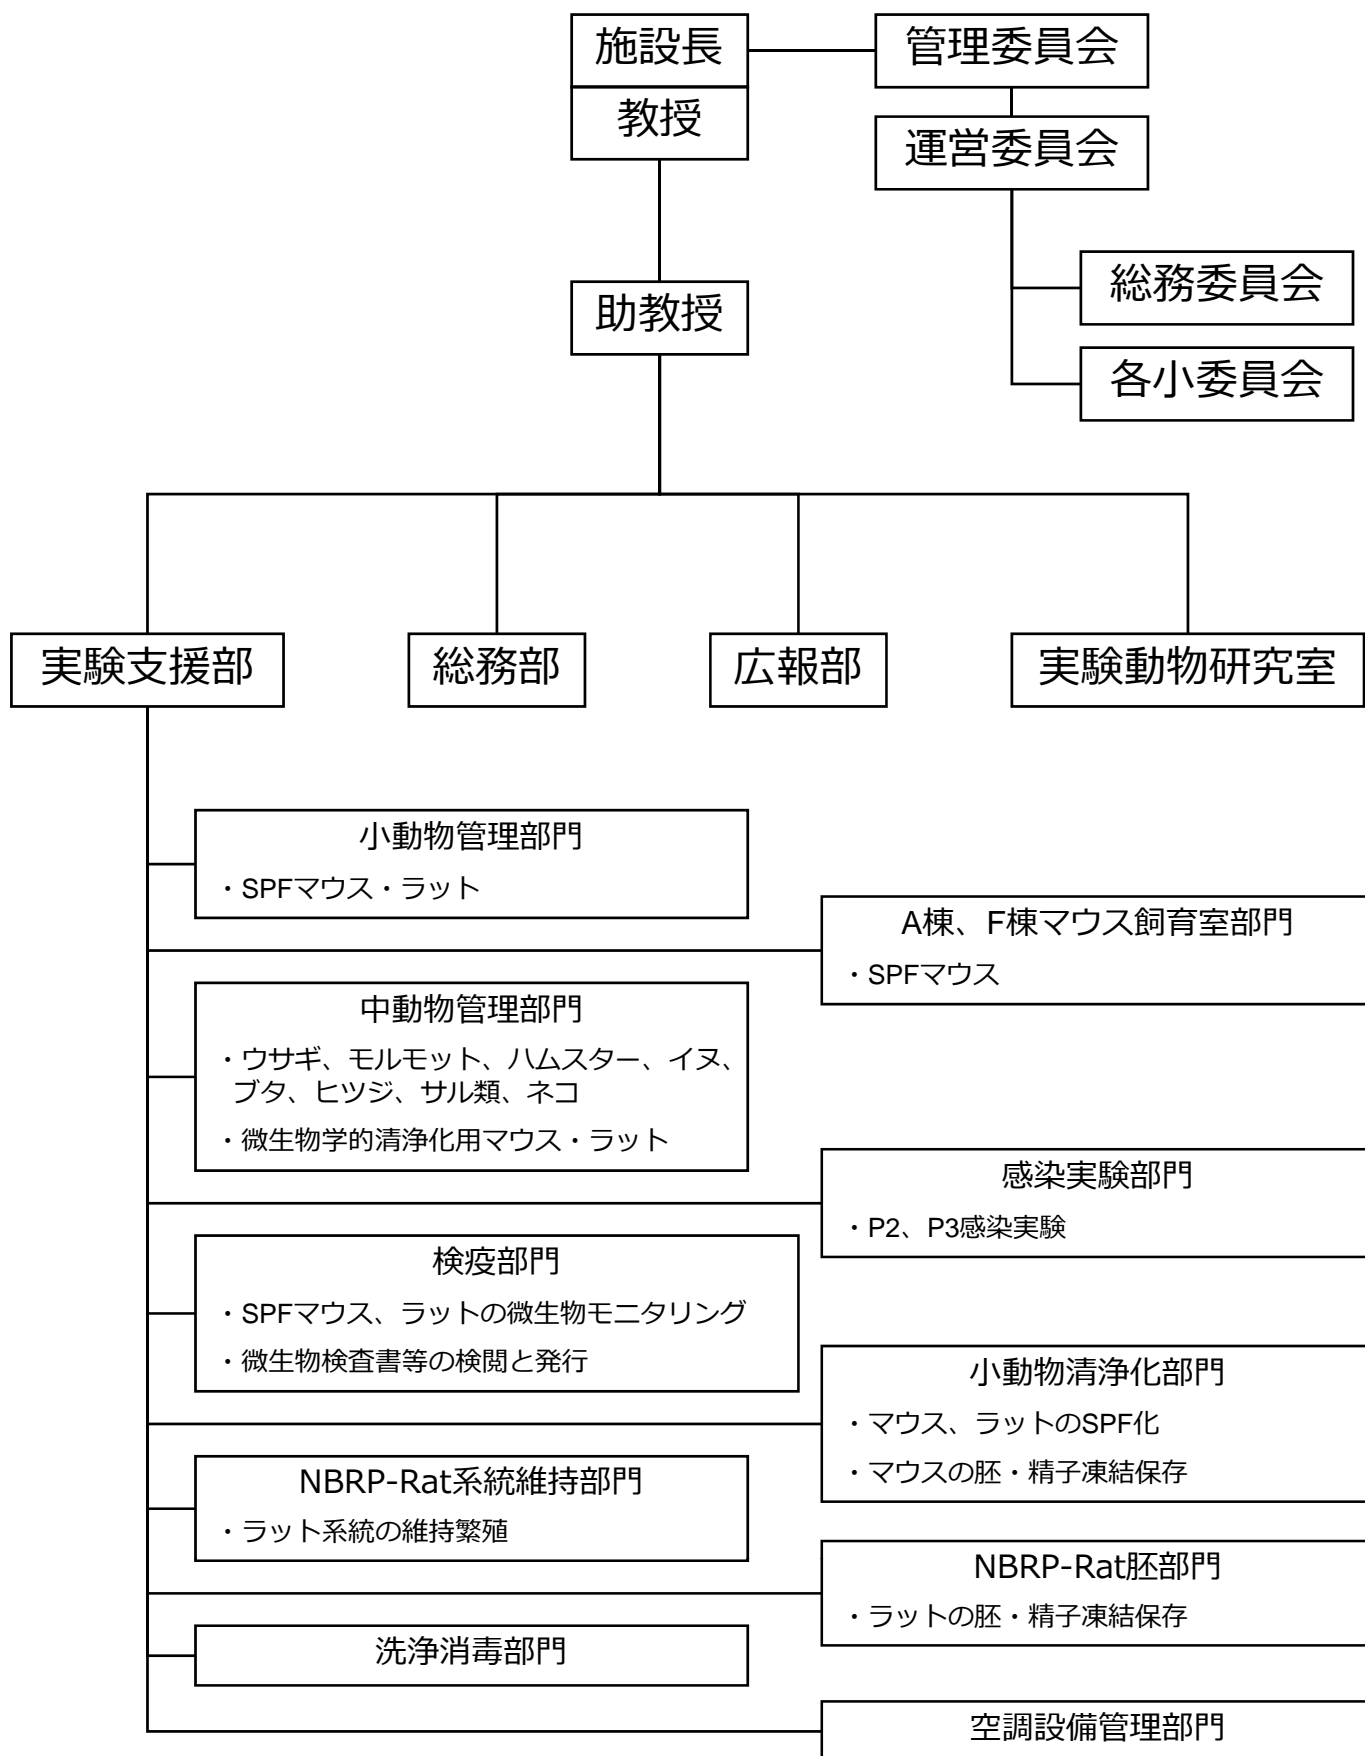 施設長
管理委員会
教授
運営委員会
総務委員会
助教授
各小委員会
実験支援部
総務部
広報部
実験動物研究室
小動物管理部門
・SPFマウス・ラット
A棟、F棟マウス飼育室部門
・SPFマウス
中動物管理部門
・ウサギ、モルモット、ハムスター、イヌ、
ブタ、ヒツジ、サル類、ネコ
・微生物学的清浄化用マウス・ラット
感染実験部門
・P2、P3感染実験
検疫部門
・SPFマウス、ラットの微生物モニタリング
・微生物検査書等の検閲と発行
小動物清浄化部門
・マウス、ラットのSPF化
・マウスの胚・精子凍結保存
NBRP-Rat系統維持部門
・ラット系統の維持繁殖
NBRP-Rat胚部門
・ラットの胚・精子凍結保存
洗浄消毒部門
空調設備管理部門